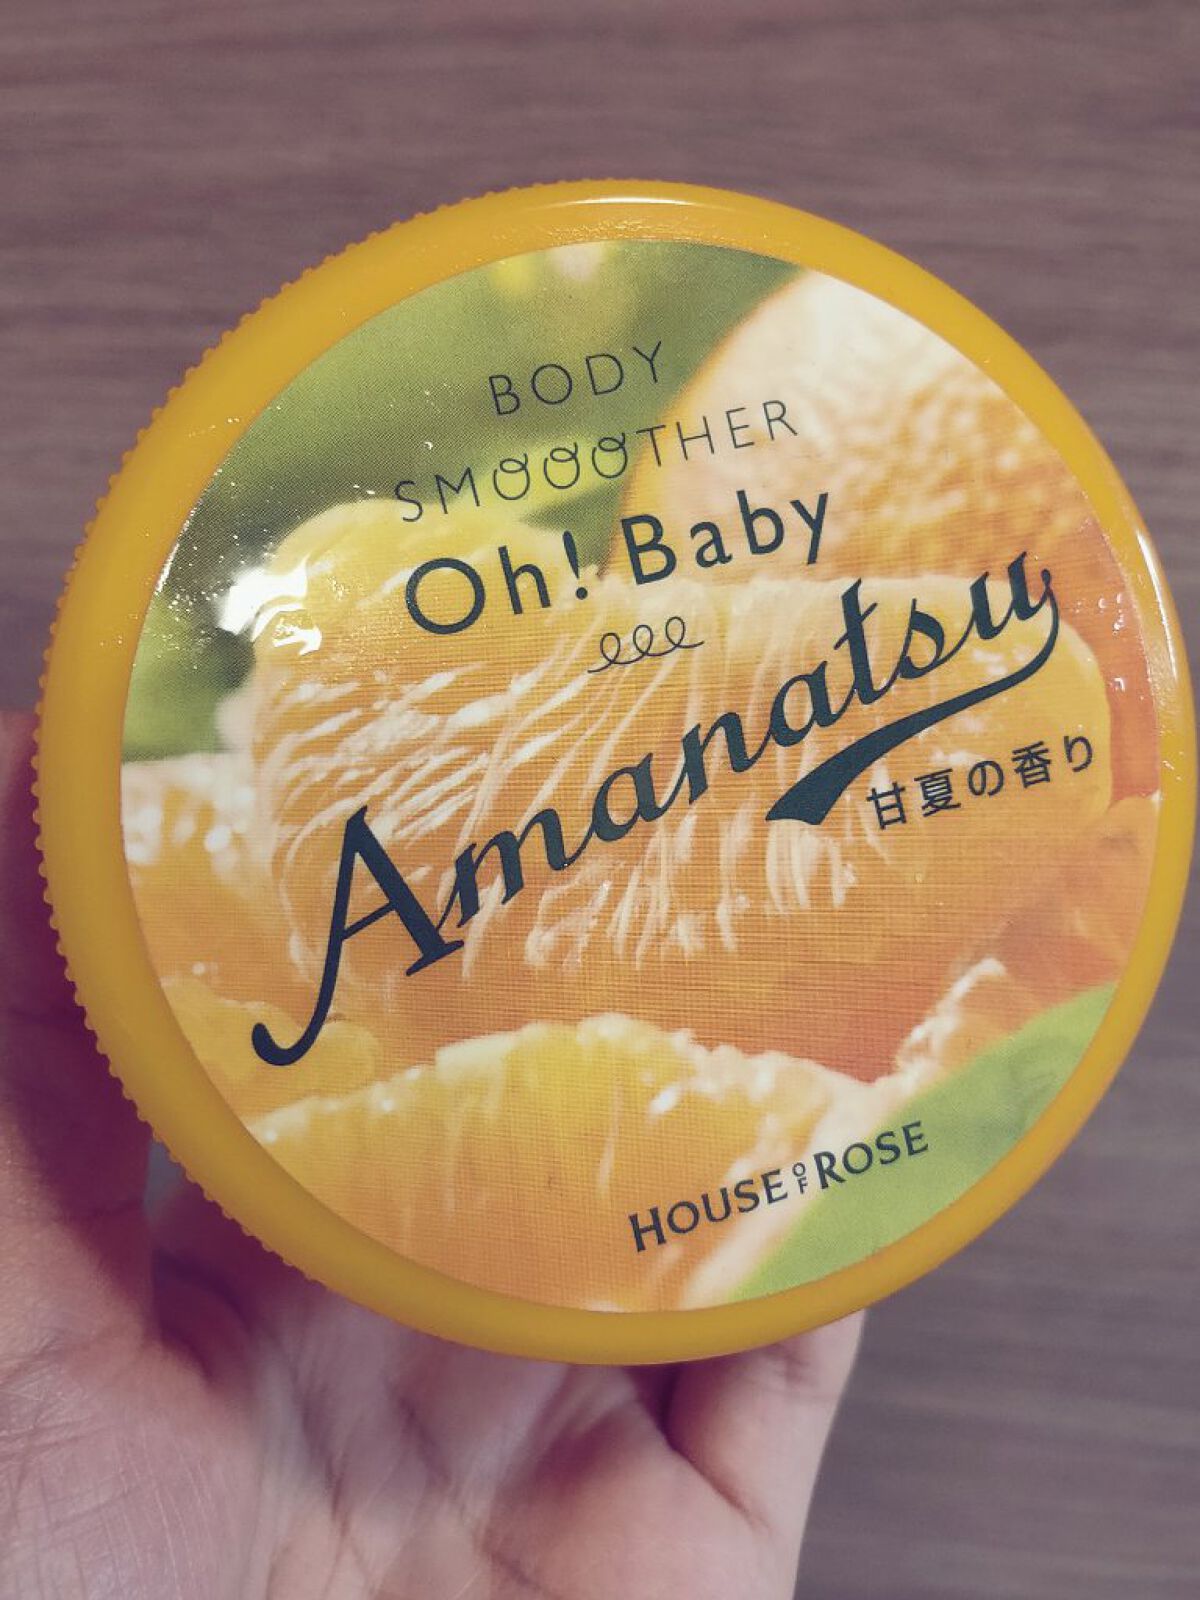 BODY
SMOOOTHER
Oh! Baby
Amanatsu
甘夏の香り
HOUSE OF ROSE